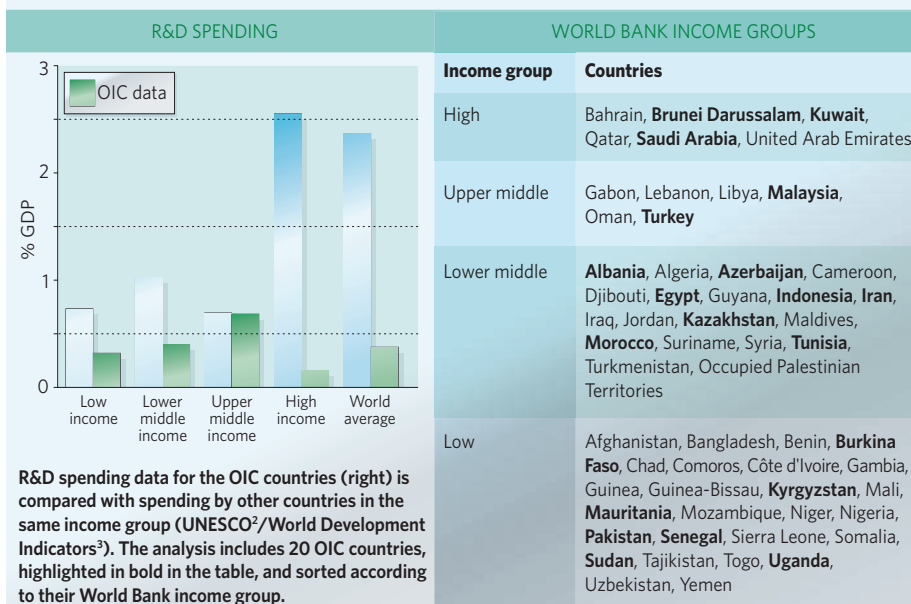 R&D SPENDING
3
2
1
0
% GDP
OIC data
Low income
Lower middle income
Upper middle income
High income
World average
R&D spending data for the OIC countries (right) is
compared with spending by other countries in the
same income group (UNESCO²/World Development
Indicators³). The analysis includes 20 OIC countries,
highlighted in bold in the table, and sorted according
to their World Bank income group.
WORLD BANK INCOME GROUPS
Income group Countries
High Bahrain, Brunei Darussalam, Kuwait,
Qatar, Saudi Arabia, United Arab Emirates
Upper middle Gabon, Lebanon, Libya, Malaysia,
Oman, Turkey
Lower middle Albania, Algeria, Azerbaijan, Cameroon,
Djibouti, Egypt, Guyana, Indonesia, Iran,
Iraq, Jordan, Kazakhstan, Maldives,
Morocco, Suriname, Syria, Tunisia,
Turkmenistan, Occupied Palestinian
Territories
Low Afghanistan, Bangladesh, Benin, Burkina
Faso, Chad, Comoros, Côte d'Ivoire, Gambia,
Guinea, Guinea-Bissau, Kyrgyzstan, Mali,
Mauritania, Mozambique, Niger, Nigeria,
Pakistan, Senegal, Sierra Leone, Somalia,
Sudan, Tajikistan, Togo, Uganda,
Uzbekistan, Yemen